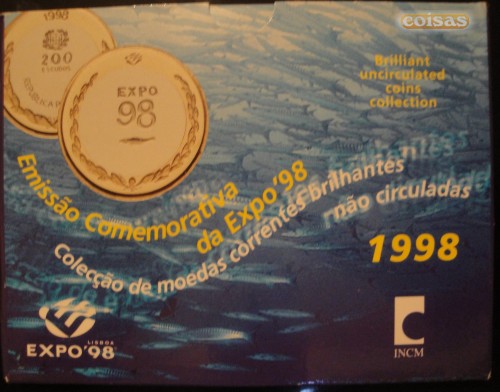 coisas
1998
200
ESCUDOS
EXPO
98
Brilliant
uncirculated
coins
collection
Emissão Comemorativa
da Expo'98
Colecção de moedas correntes brilhantes
não circuladas
1998
LISBOA
EXPO'98
INCM